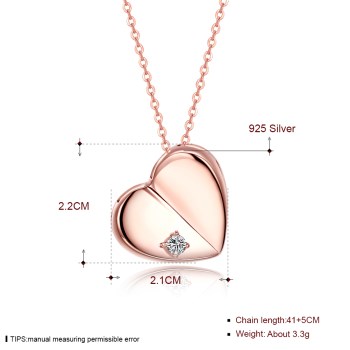 925 Silver
2.2CM
2.1CM
▪ Chain length:41+5CM
▪ Weight: About 3.3g
TIPS:manual measuring permissible error